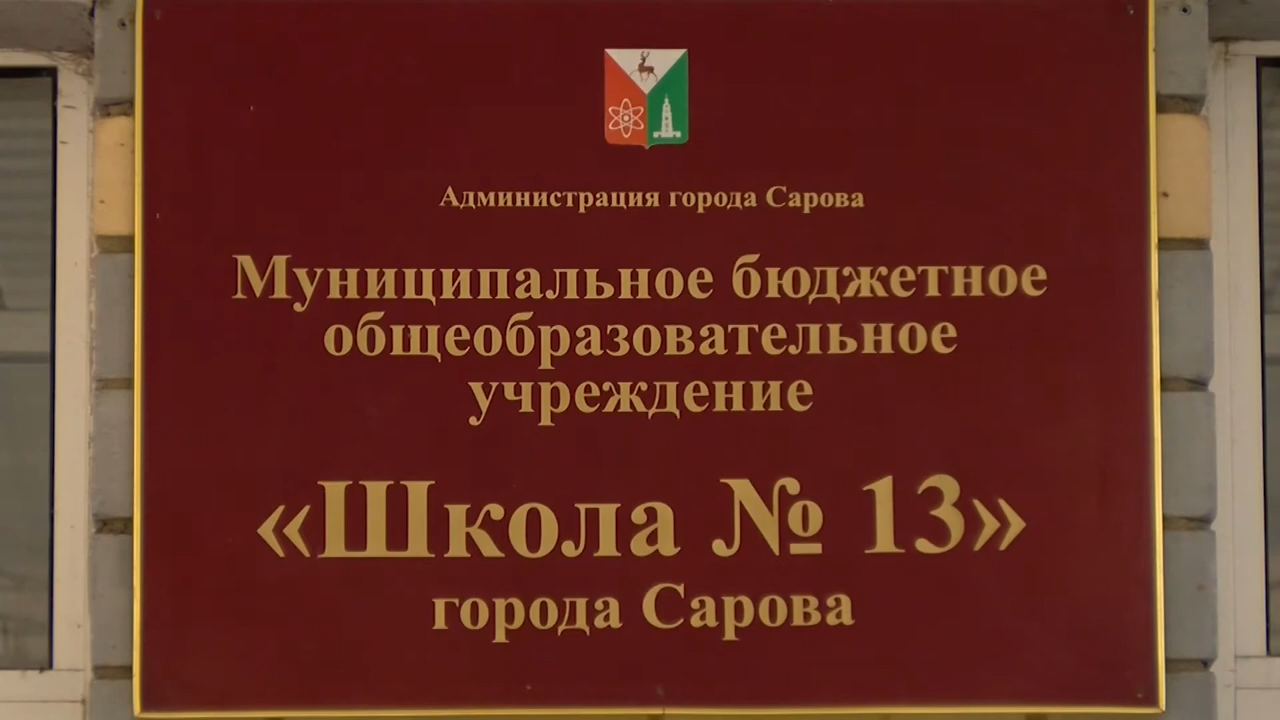 Администрация города Сарова
Муниципальное бюджетное
общеобразовательное
учреждение
«Школа № 13»
города Сарова